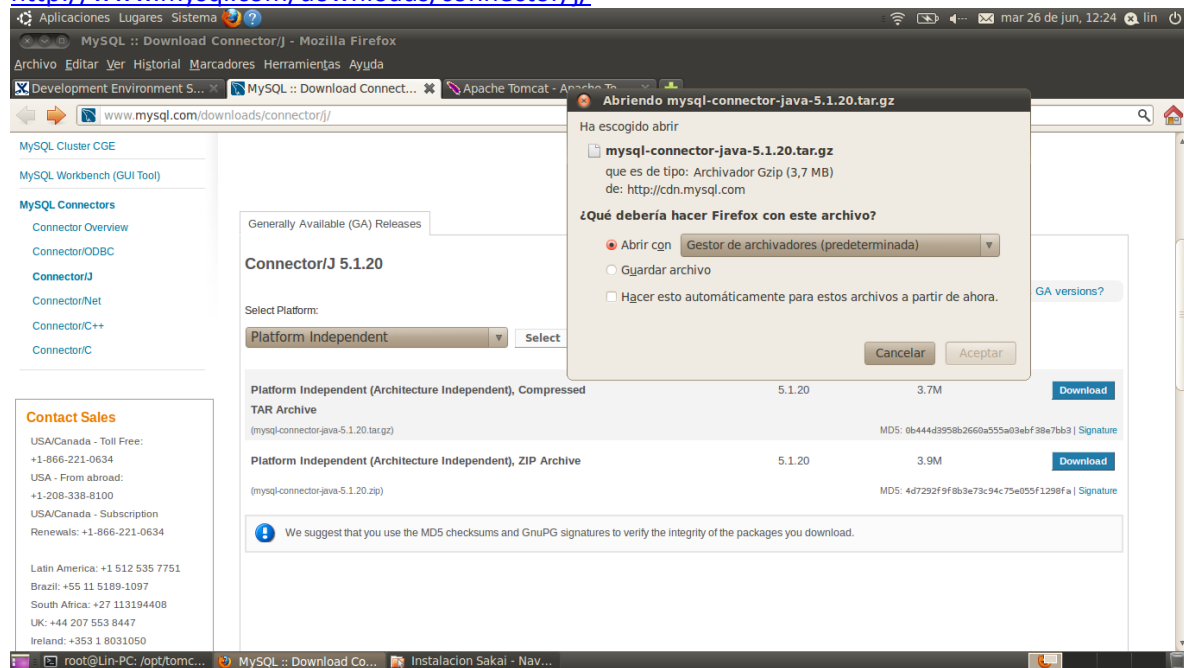 http://www.mysql.com/downloads/connector/j/
Aplicaciones Lugares Sistema mar 26 de jun, 12:24 lin
MySQL :: Download Connector/J - Mozilla Firefox
Archivo Editar Ver Historial Marcadores Herramientas Ayuda
Development Environment S... MySQL :: Download Connect... Apache Tomcat - Apache To...
www.mysql.com/downloads/connector/j/
MySQL Cluster CGE
MySQL Workbench (GUI Tool)
MySQL Connectors
Connector Overview
Connector/ODBC
Connector/J
Connector/Net
Connector/C++
Connector/C
Contact Sales
USA/Canada - Toll Free:
+1-866-221-0634
USA - From abroad:
+1-208-338-8100
USA/Canada - Subscription
Renewals: +1-866-221-0634
Latin America: +1 512 535 7751
Brazil: +55 11 5189-1097
South Africa: +27 113194408
UK: +44 207 553 8447
Ireland: +353 1 8031050
Generally Available (GA) Releases
Connector/J 5.1.20
GA versions?
Select Platform:
Platform Independent Select
Platform Independent (Architecture Independent), Compressed 5.1.20 3.7M Download
TAR Archive
(mysql-connector-java-5.1.20.tar.gz) MD5: 0b444d3958b2660a555a03ebf38e7bb3 | Signature
Platform Independent (Architecture Independent), ZIP Archive 5.1.20 3.9M Download
(mysql-connector-java-5.1.20.zip) MD5: 4d7292f9f8b3e73c94c75e055f1298fa | Signature
We suggest that you use the MD5 checksums and GnuPG signatures to verify the integrity of the packages you download.
Abriendo mysql-connector-java-5.1.20.tar.gz
Ha escogido abrir
mysql-connector-java-5.1.20.tar.gz
que es de tipo: Archivador Gzip (3,7 MB)
de: http://cdn.mysql.com
¿Qué debería hacer Firefox con este archivo?
Abrir con Gestor de archivadores (predeterminada)
Guardar archivo
Hacer esto automáticamente para estos archivos a partir de ahora.
Cancelar Aceptar
root@Lin-PC: /opt/tomc... MySQL :: Download Co... Instalacion Sakai - Nav...